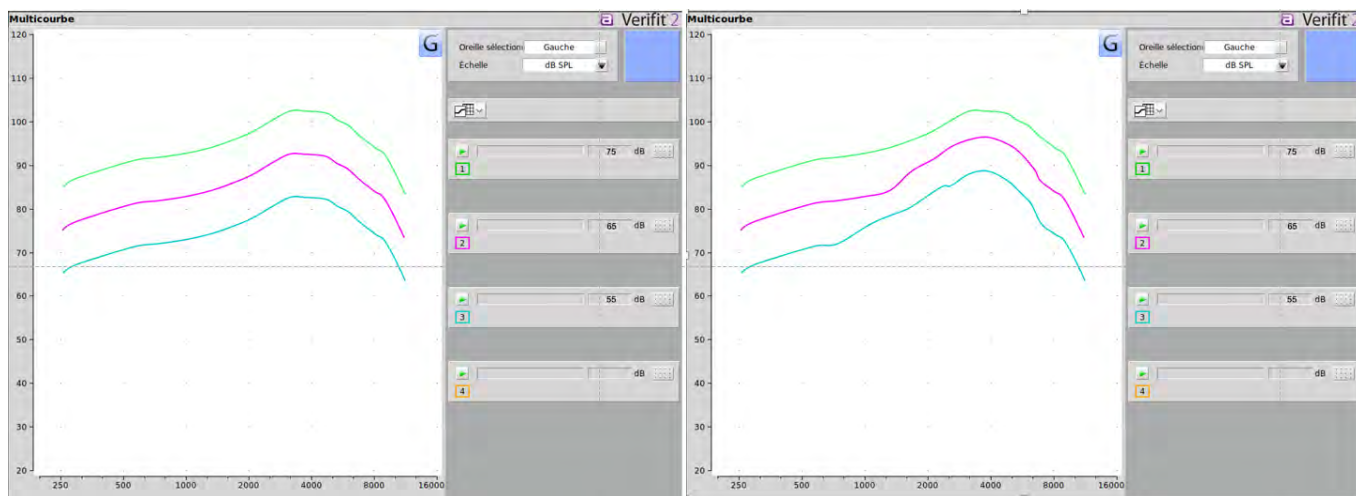 Multicourbe
a Verifit 2
120
110
100
90
80
70
60
50
40
30
20
250 500 1000 2000 4000 8000 16000
G
Oreille sélection Gauche
Échelle dB SPL
75 dB
1
65 dB
2
55 dB
3
dB
4
Multicourbe
a Verifit 2
120
110
100
90
80
70
60
50
40
30
20
250 500 1000 2000 4000 8000 16000
G
Oreille sélection Gauche
Échelle dB SPL
75 dB
1
65 dB
2
55 dB
3
dB
4